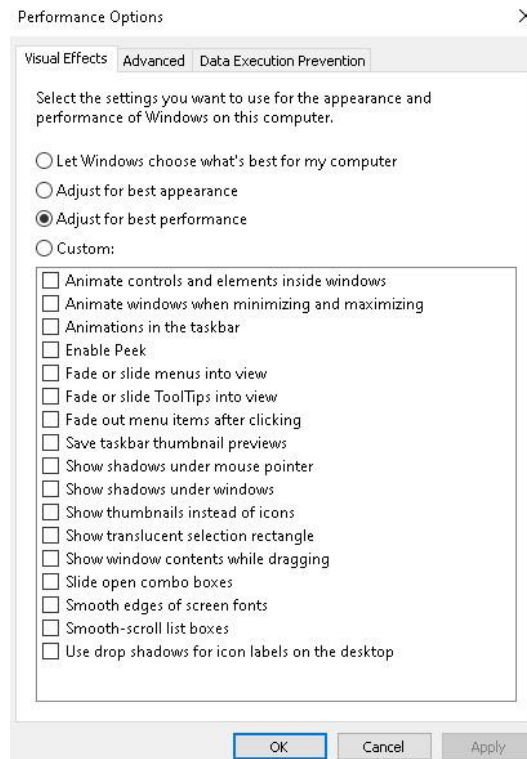 Performance Options
Visual Effects Advanced Data Execution Prevention
Select the settings you want to use for the appearance and
performance of Windows on this computer.
Let Windows choose what's best for my computer
Adjust for best appearance
Adjust for best performance
Custom:
Animate controls and elements inside windows
Animate windows when minimizing and maximizing
Animations in the taskbar
Enable Peek
Fade or slide menus into view
Fade or slide ToolTips into view
Fade out menu items after clicking
Save taskbar thumbnail previews
Show shadows under mouse pointer
Show shadows under windows
Show thumbnails instead of icons
Show translucent selection rectangle
Show window contents while dragging
Slide open combo boxes
Smooth edges of screen fonts
Smooth-scroll list boxes
Use drop shadows for icon labels on the desktop
OK Cancel Apply